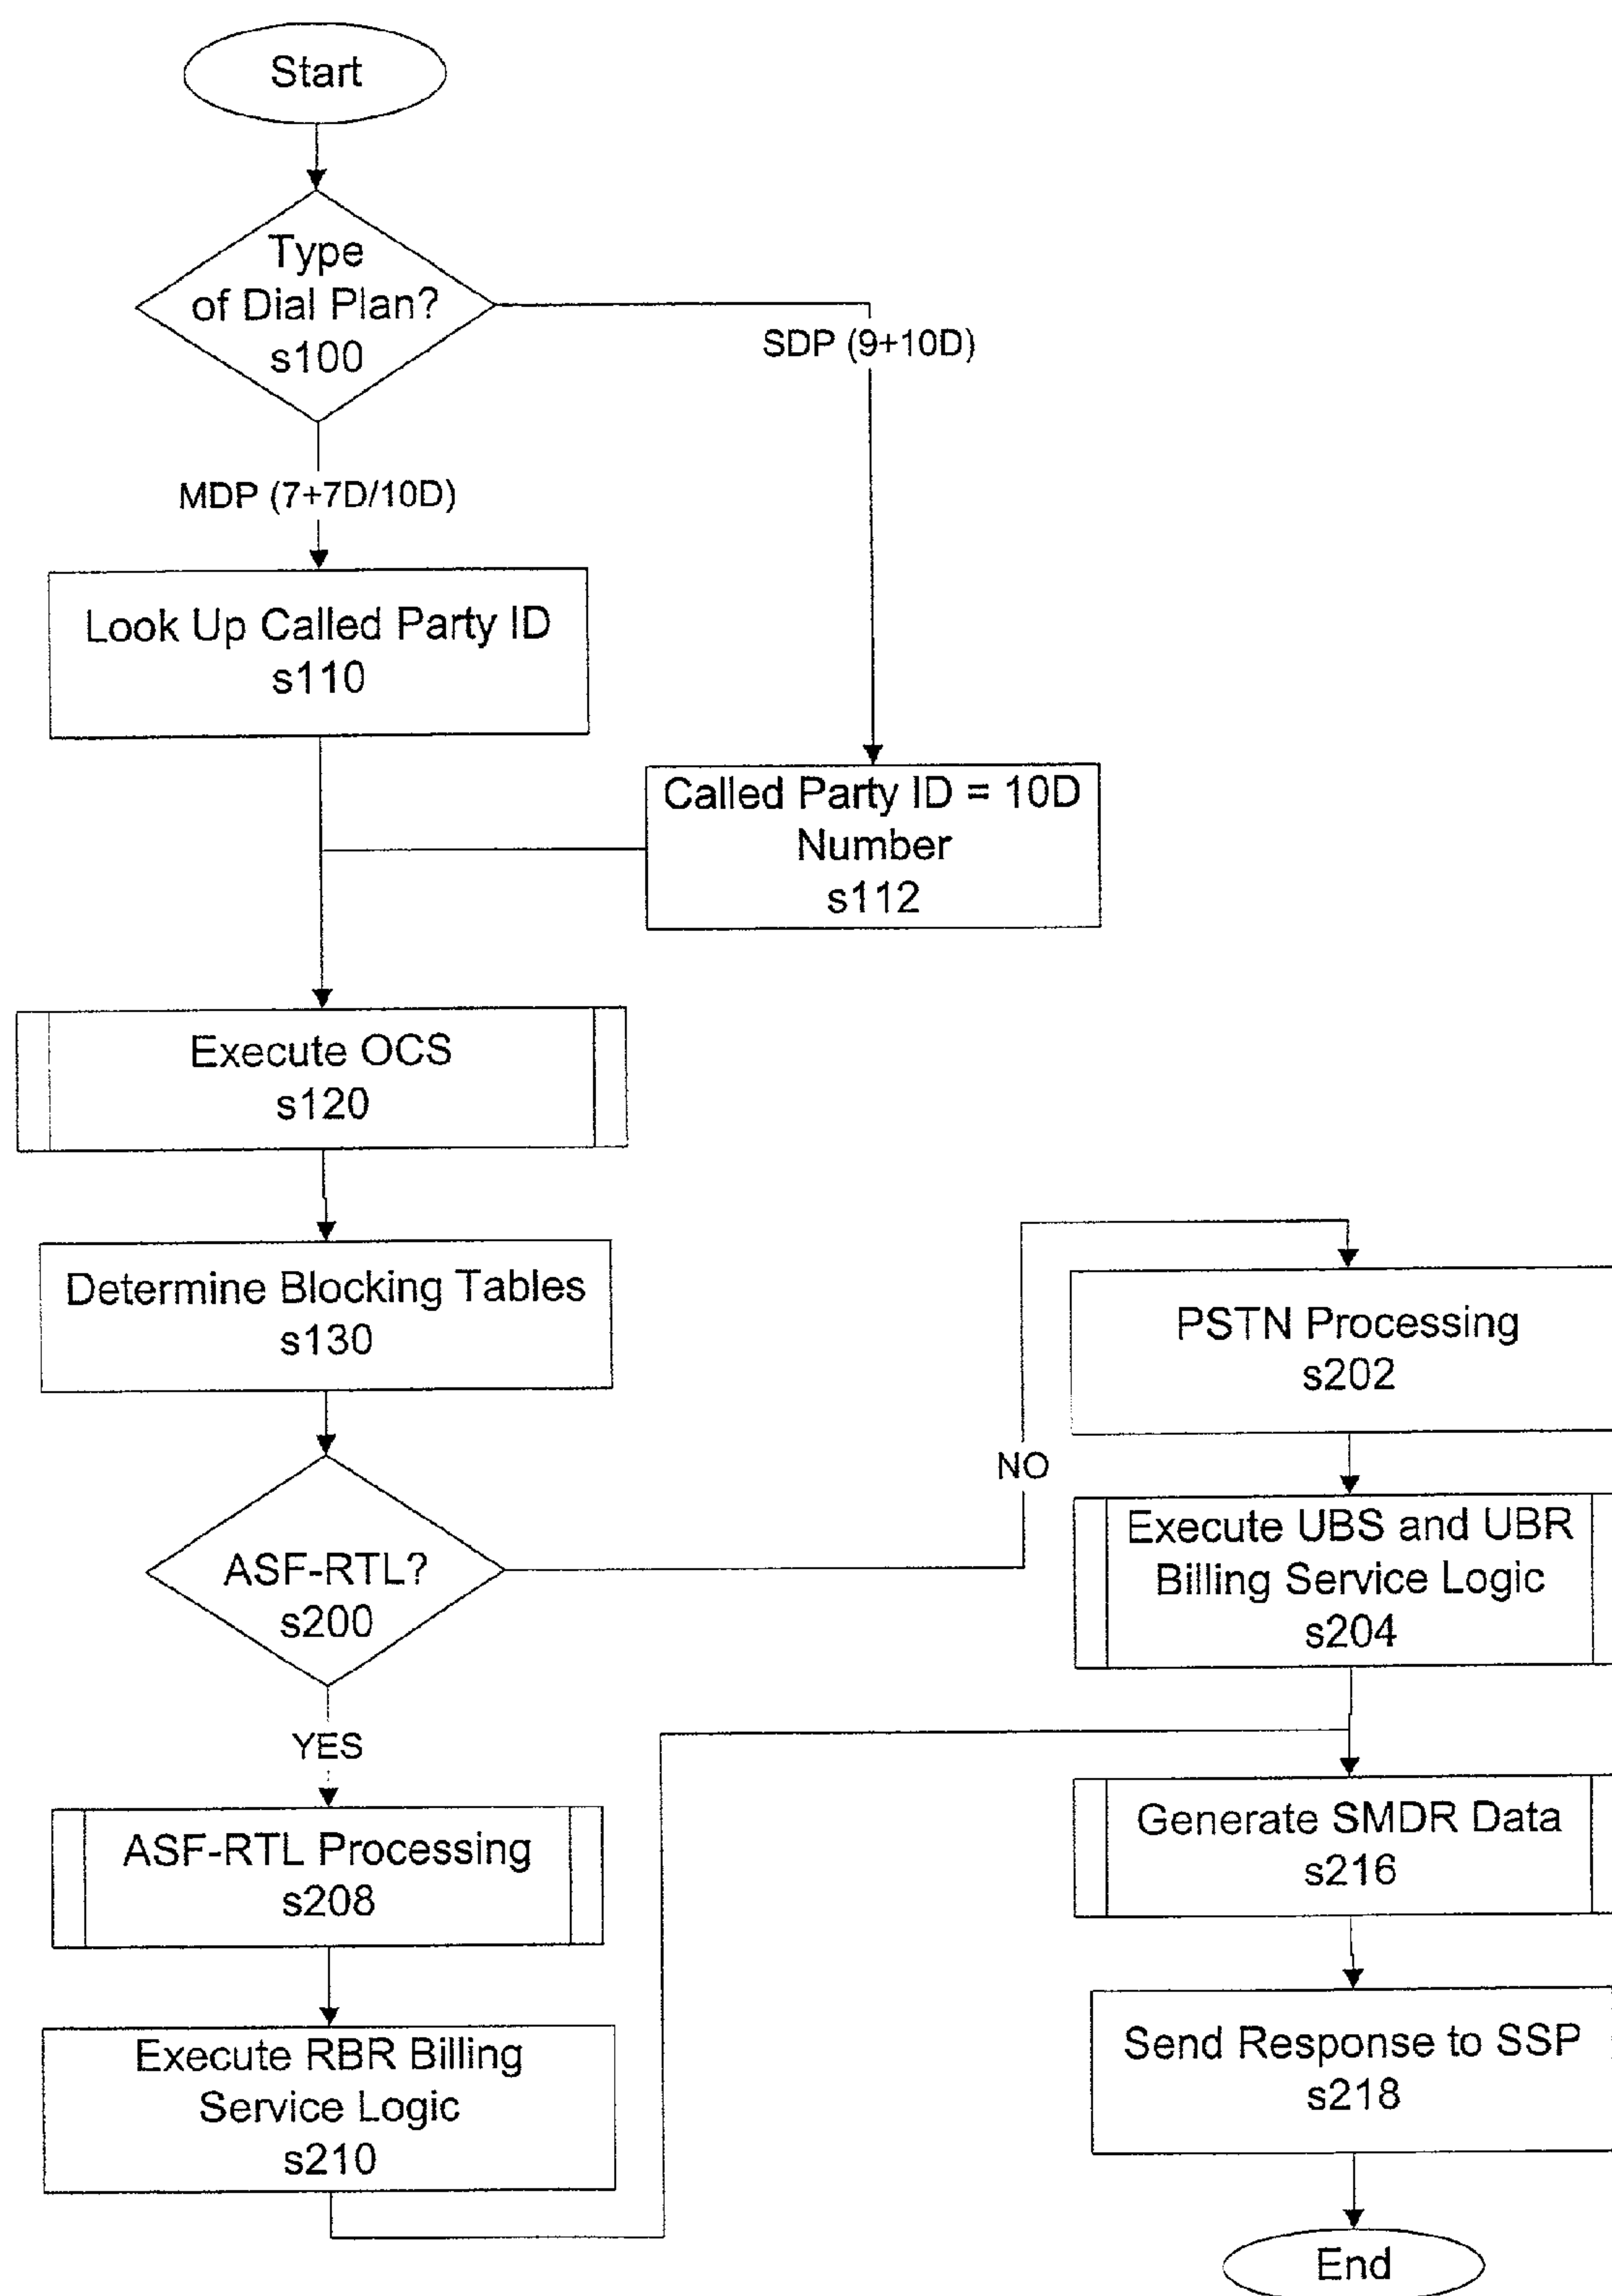 Start
Type
of Dial Plan?
s100
SDP (9+10D)
MDP (7+7D/10D)
Look Up Called Party ID
s110
Called Party ID = 10D
Number
s112
Execute OCS
s120
Determine Blocking Tables
s130
ASF-RTL?
s200
NO
YES
ASF-RTL Processing
s208
Execute RBR Billing
Service Logic
s210
PSTN Processing
s202
Execute UBS and UBR
Billing Service Logic
s204
Generate SMDR Data
s216
Send Response to SSP
s218
End